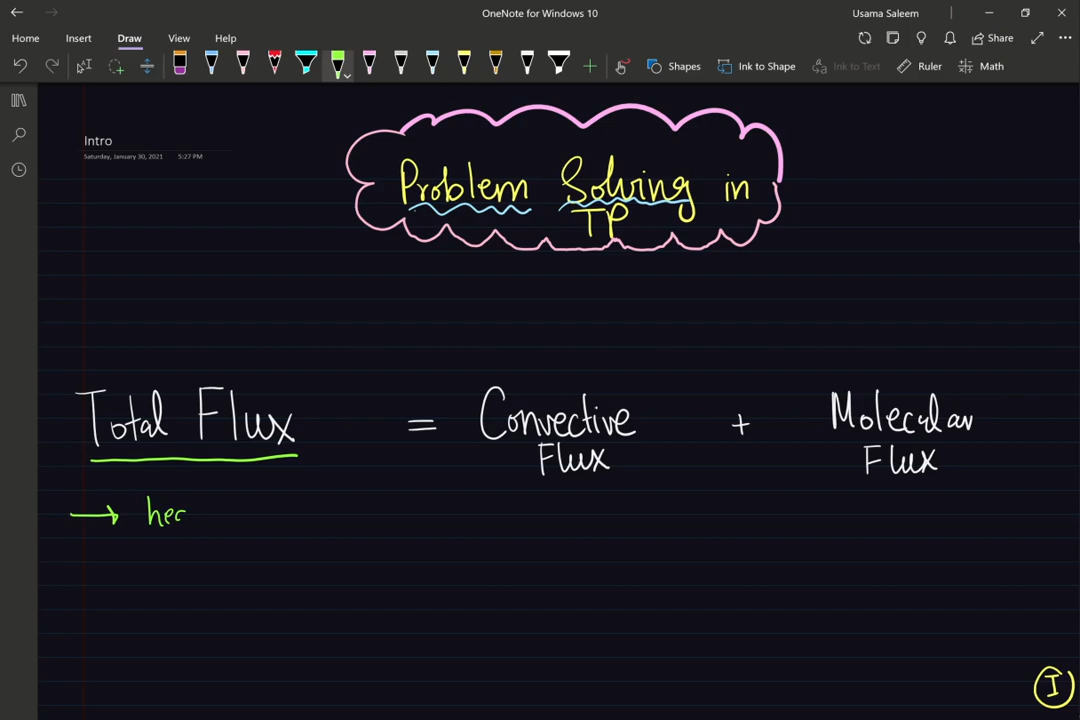 OneNote for Windows 10
Usama Saleem
Home Insert Draw View Help
Share
Shapes Ink to Shape Ink to Text Ruler Math
Intro
Saturday, January 30, 2021 5:27 PM
Problem Solving in
TP
Total Flux = Convective Flux + Molecular Flux
→ hea
I